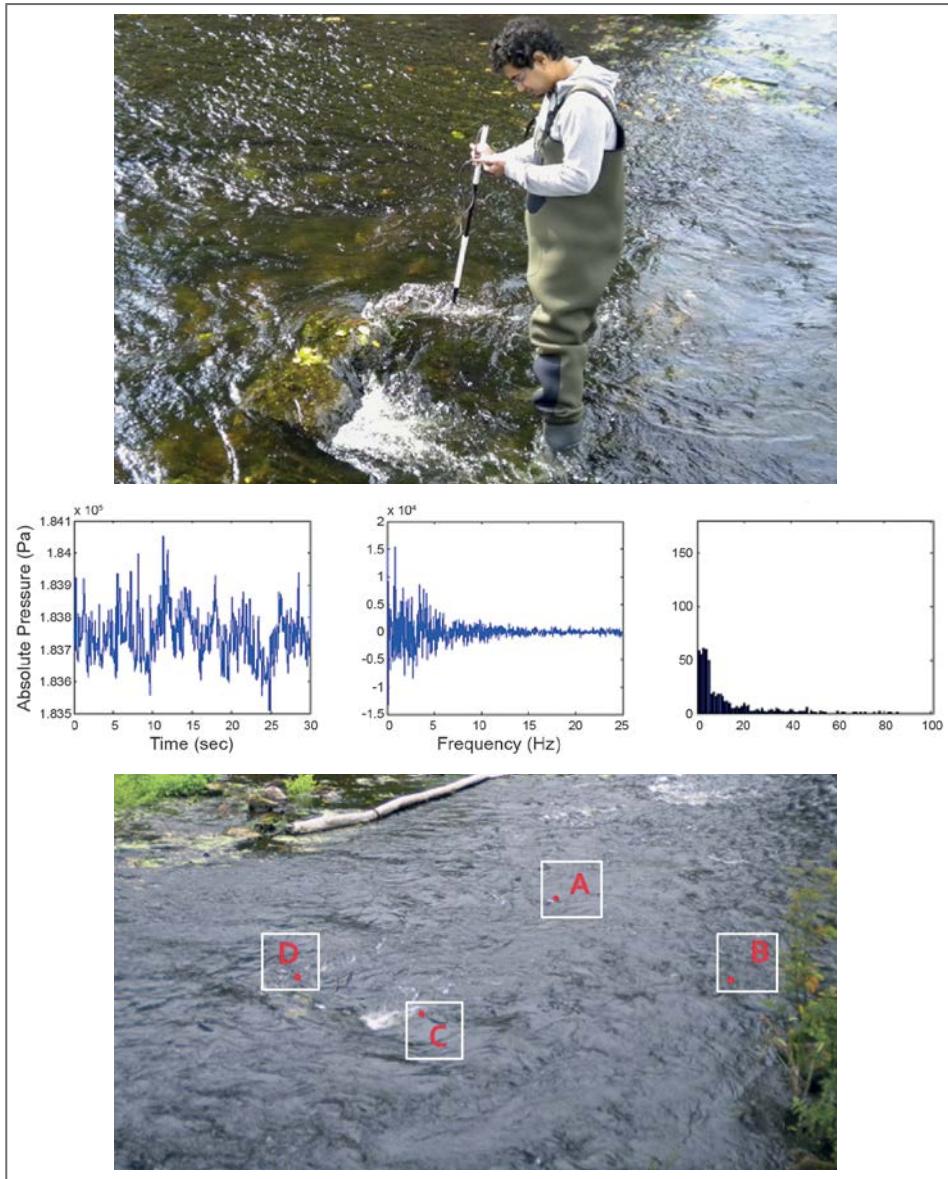 x 10⁵
1.841
1.84
1.839
1.838
1.837
1.836
1.835
Absolute Pressure (Pa)
0 5 10 15 20 25 30
Time (sec)
x 10⁴
2
1.5
1
0.5
0
-0.5
-1
-1.5
0 5 10 15 20 25
Frequency (Hz)
150
100
50
0
0 20 40 60 80 100
A
D
B
C